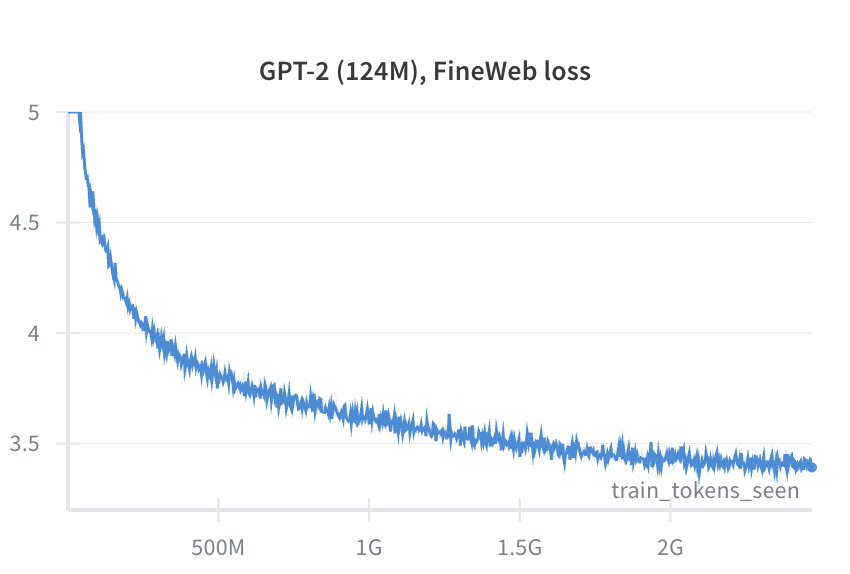 GPT-2 (124M), FineWeb loss
5
4.5
4
3.5
train_tokens_seen
500M
1G
1.5G
2G